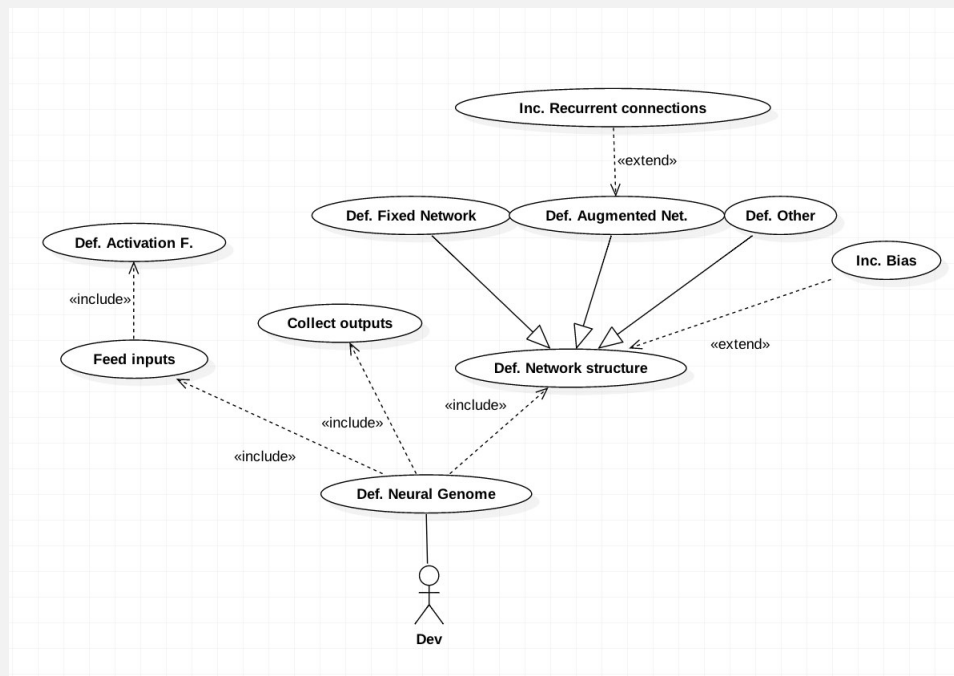 Inc. Recurrent connections
«extend»
Def. Fixed Network
Def. Augmented Net.
Def. Other
Def. Activation F.
Inc. Bias
«include»
Collect outputs
«extend»
Feed inputs
Def. Network structure
«include»
«include»
«include»
Def. Neural Genome
Dev